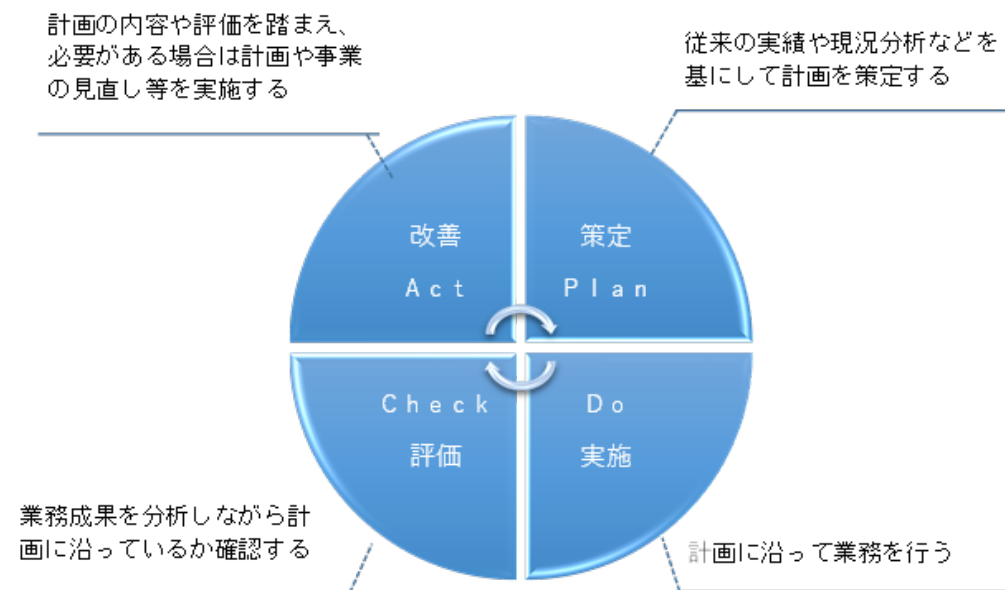 計画の内容や評価を踏まえ、
必要がある場合は計画や事業
の見直し等を実施する
従来の実績や現況分析などを
基にして計画を策定する
改善
Ａｃｔ
策定
Ｐｌａｎ
Ｃｈｅｃｋ
評価
Ｄｏ
実施
業務成果を分析しながら計
画に沿っているか確認する
計画に沿って業務を行う